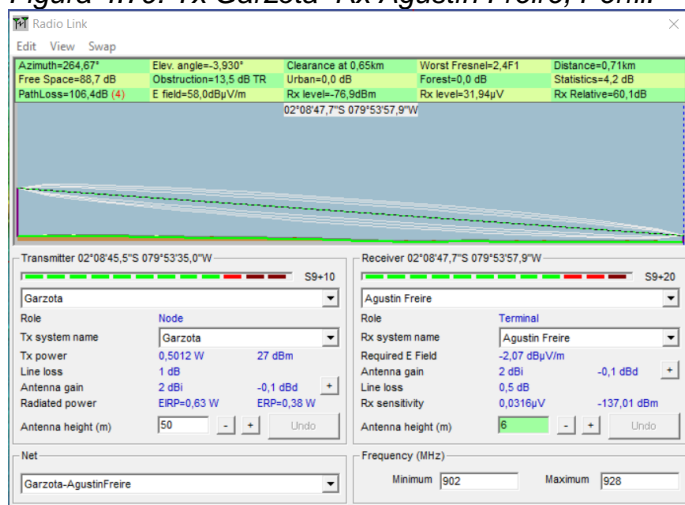 Figura 4.79. Tx Garzota- Rx Agustín Freire, Perfil.
Radio Link
Edit View Swap
Azimuth=264,67° Elev. angle=-3,930° Clearance at 0,65km Worst Fresnel=2,4F1 Distance=0,71km
Free Space=88,7 dB Obstruction=13,5 dB TR Urban=0,0 dB Forest=0,0 dB Statistics=4,2 dB
PathLoss=106,4dB (4) E field=58,0dBµV/m Rx level=-76,9dBm Rx level=31,94µV Rx Relative=60,1dB
02°08'47,7"S 079°53'57,9"W
Transmitter 02°08'45,5"S 079°53'35,0"W
S9+10
Garzota
Role Node
Tx system name Garzota
Tx power 0,5012 W 27 dBm
Line loss 1 dB
Antenna gain 2 dBi -0,1 dBd +
Radiated power EIRP=0,63 W ERP=0,38 W
Antenna height (m) 50 - + Undo
Net
Garzota-AgustinFreire
Receiver 02°08'47,7"S 079°53'57,9"W
S9+20
Agustin Freire
Role Terminal
Rx system name Agustin Freire
Required E Field -2,07 dBµV/m
Antenna gain 2 dBi -0,1 dBd +
Line loss 0,5 dB
Rx sensitivity 0,0316µV -137,01 dBm
Antenna height (m) 6 - + Undo
Frequency (MHz)
Minimum 902 Maximum 928